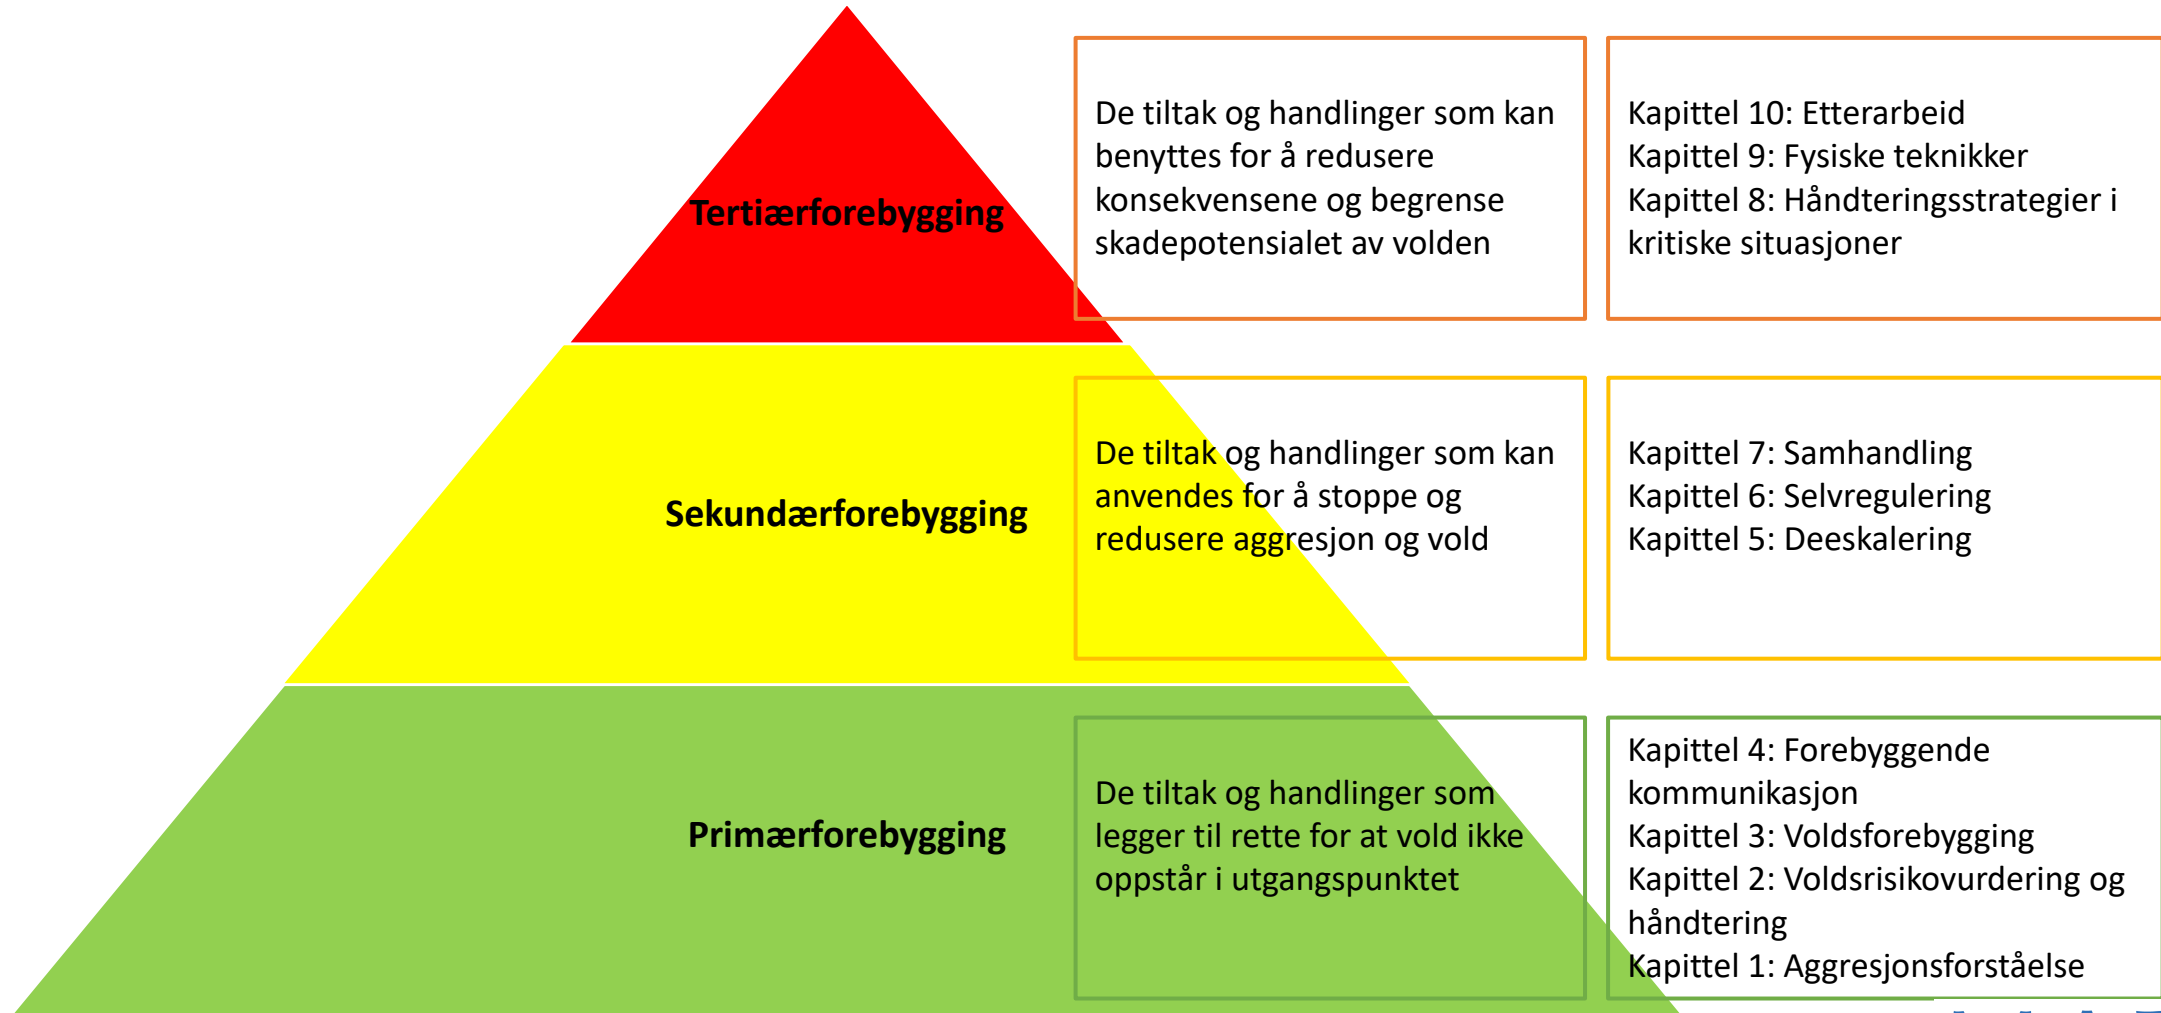 Tertiærforebygging
De tiltak og handlinger som kan
benyttes for å redusere
konsekvensene og begrense
skadepotensialet av volden
Kapittel 10: Etterarbeid
Kapittel 9: Fysiske teknikker
Kapittel 8: Håndteringsstrategier i
kritiske situasjoner
Sekundærforebygging
De tiltak og handlinger som kan
anvendes for å stoppe og
redusere aggresjon og vold
Kapittel 7: Samhandling
Kapittel 6: Selvregulering
Kapittel 5: Deeskalering
Primærforebygging
De tiltak og handlinger som
legger til rette for at vold ikke
oppstår i utgangspunktet
Kapittel 4: Forebyggende
kommunikasjon
Kapittel 3: Voldsforebygging
Kapittel 2: Voldsrisikovurdering og
håndtering
Kapittel 1: Aggresjonsforståelse